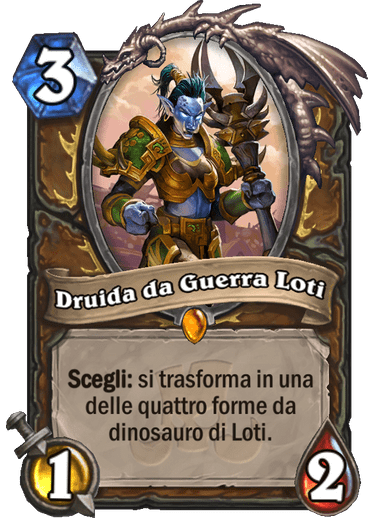 3
Druida da Guerra Loti
Scegli: si trasforma in una
delle quattro forme da
dinosauro di Loti.
1
2